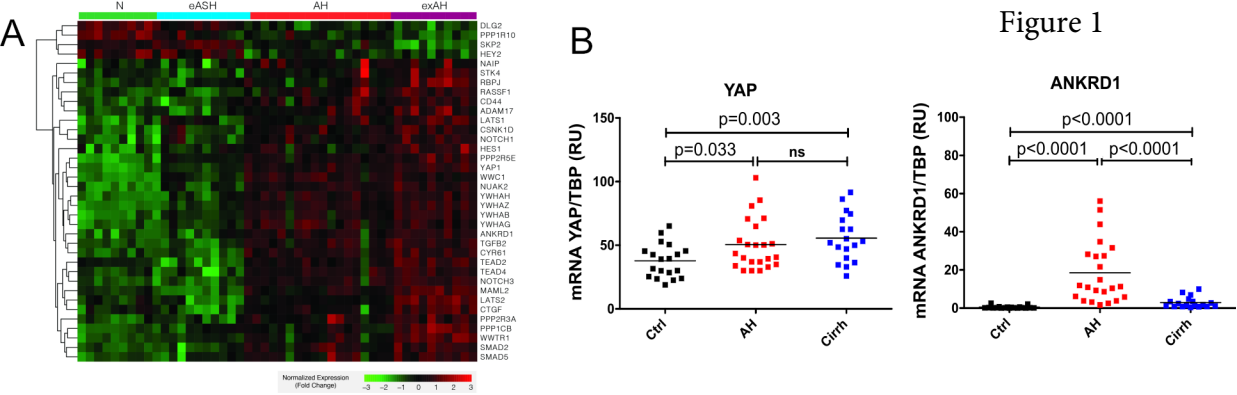 Figure 1
A
N eASH AH exAH
DLG2
PPP1R10
SKP2
HEY2
NAIP
STK4
RBPJ
RASSF1
CD44
ADAM17
LATS1
CSNK1D
NOTCH1
HES1
PPP2R5E
YAP1
WWC1
NUAK2
YWHAH
YWHAZ
YWHAB
YWHAG
ANKRD1
TGFB2
CYR61
TEAD2
TEAD4
NOTCH3
MAML2
LATS2
CTGF
PPP2R3A
PPP1CB
WWTR1
SMAD2
SMAD5
Normalized Expression
(Fold Change)
−3 −2 −1 0 1 2 3
B
YAP
mRNA YAP/TBP (RU)
150
100
50
0
p=0.003
p=0.033 ns
Ctrl AH Cirrh
ANKRD1
mRNA ANKRD1/TBP (RU)
100
80
60
40
20
0
p<0.0001
p<0.0001 p<0.0001
Ctrl AH Cirrh